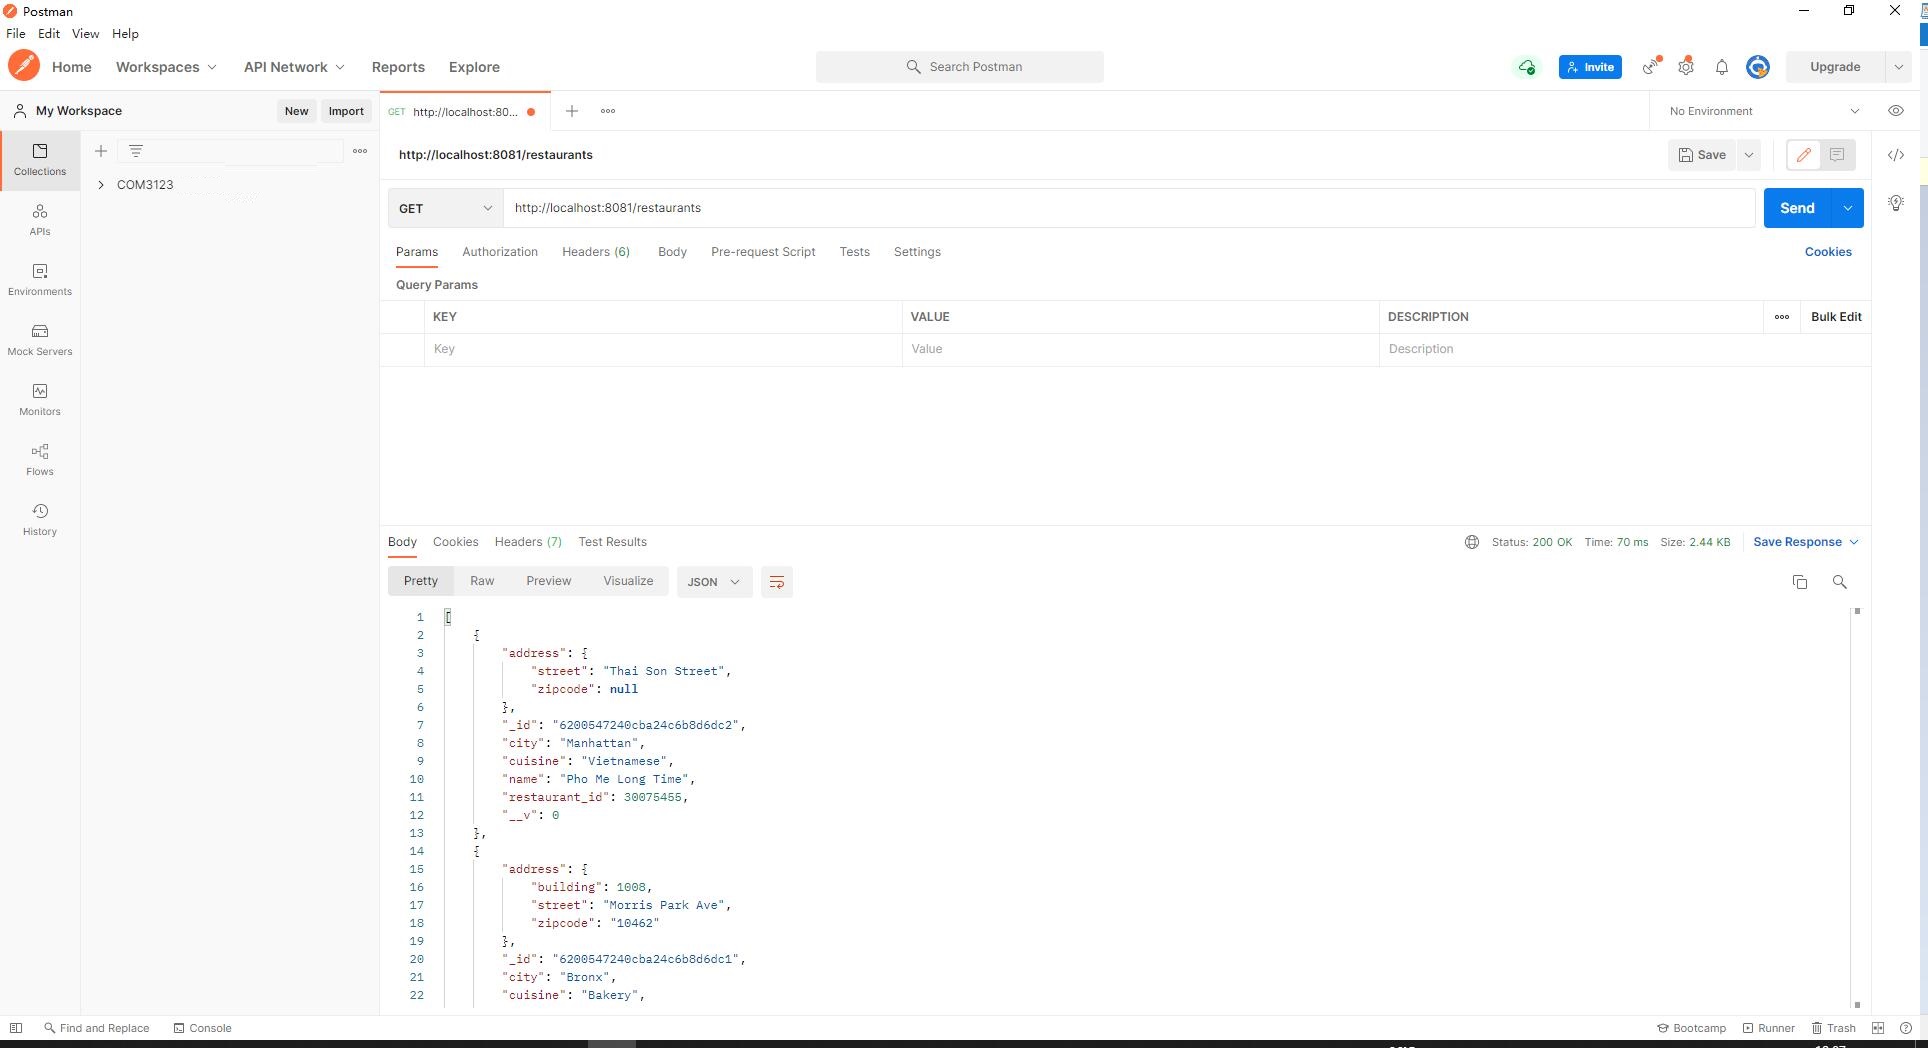 Postman
File Edit View Help
Home Workspaces API Network Reports Explore Search Postman Invite Upgrade
My Workspace New Import GET http://localhost:80... No Environment
Collections
http://localhost:8081/restaurants Save
COM3123
GET http://localhost:8081/restaurants Send
APIs
Params Authorization Headers (6) Body Pre-request Script Tests Settings Cookies
Query Params
Environments
KEY VALUE DESCRIPTION Bulk Edit
Key Value Description
Mock Servers
Monitors
Flows
History
Body Cookies Headers (7) Test Results Status: 200 OK Time: 70 ms Size: 2.44 KB Save Response
Pretty Raw Preview Visualize JSON
1 [
2 {
3 "address": {
4 "street": "Thai Son Street",
5 "zipcode": null
6 },
7 "_id": "6200547240cba24c6b8d6dc2",
8 "city": "Manhattan",
9 "cuisine": "Vietnamese",
10 "name": "Pho Me Long Time",
11 "restaurant_id": 30075455,
12 "__v": 0
13 },
14 {
15 "address": {
16 "building": 1008,
17 "street": "Morris Park Ave",
18 "zipcode": "10462"
19 },
20 "_id": "6200547240cba24c6b8d6dc1",
21 "city": "Bronx",
22 "cuisine": "Bakery",
Find and Replace Console Bootcamp Runner Trash